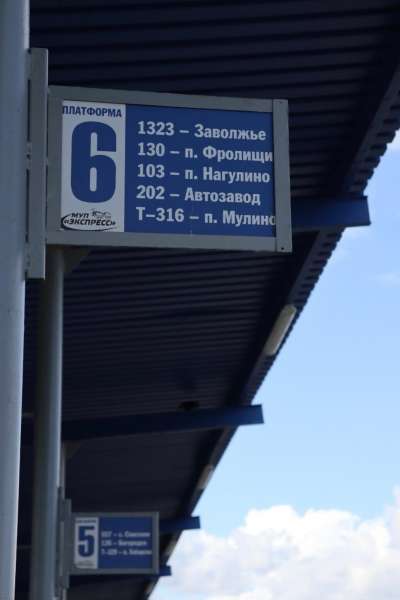 ПЛАТФОРМА
6
МУП
«ЭКСПРЕСС»
1323 – Заволжье
130 – п. Фролищи
103 – п. Нагулино
202 – Автозавод
Т-316 – п. Мулино
5